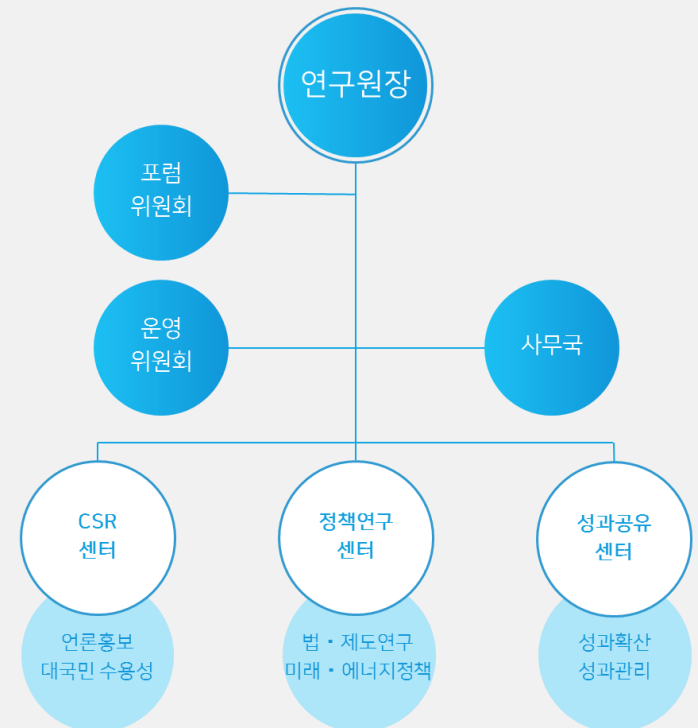 연구원장
포럼
위원회
운영
위원회
사무국
CSR
센터
정책연구
센터
성과공유
센터
언론홍보
대국민 수용성
법・제도연구
미래・에너지정책
성과확산
성과관리